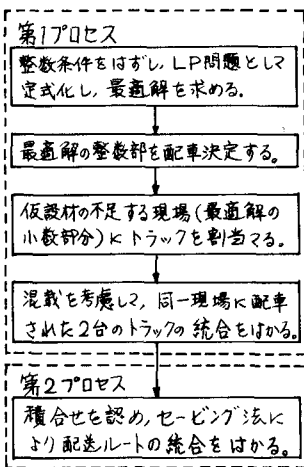 第1プロセス
整数条件をはずし、LP問題として
定式化し、最適解を求める。
最適解の整数部を配車決定する。
仮設材の不足する現場(最適解の
小数部分)にトラックを割当てる。
混載を考慮して、同一現場に配車
された2台のトラックの統合をはかる。
第2プロセス
積合せを認め、セービング法に
より配送ルートの統合をはかる。